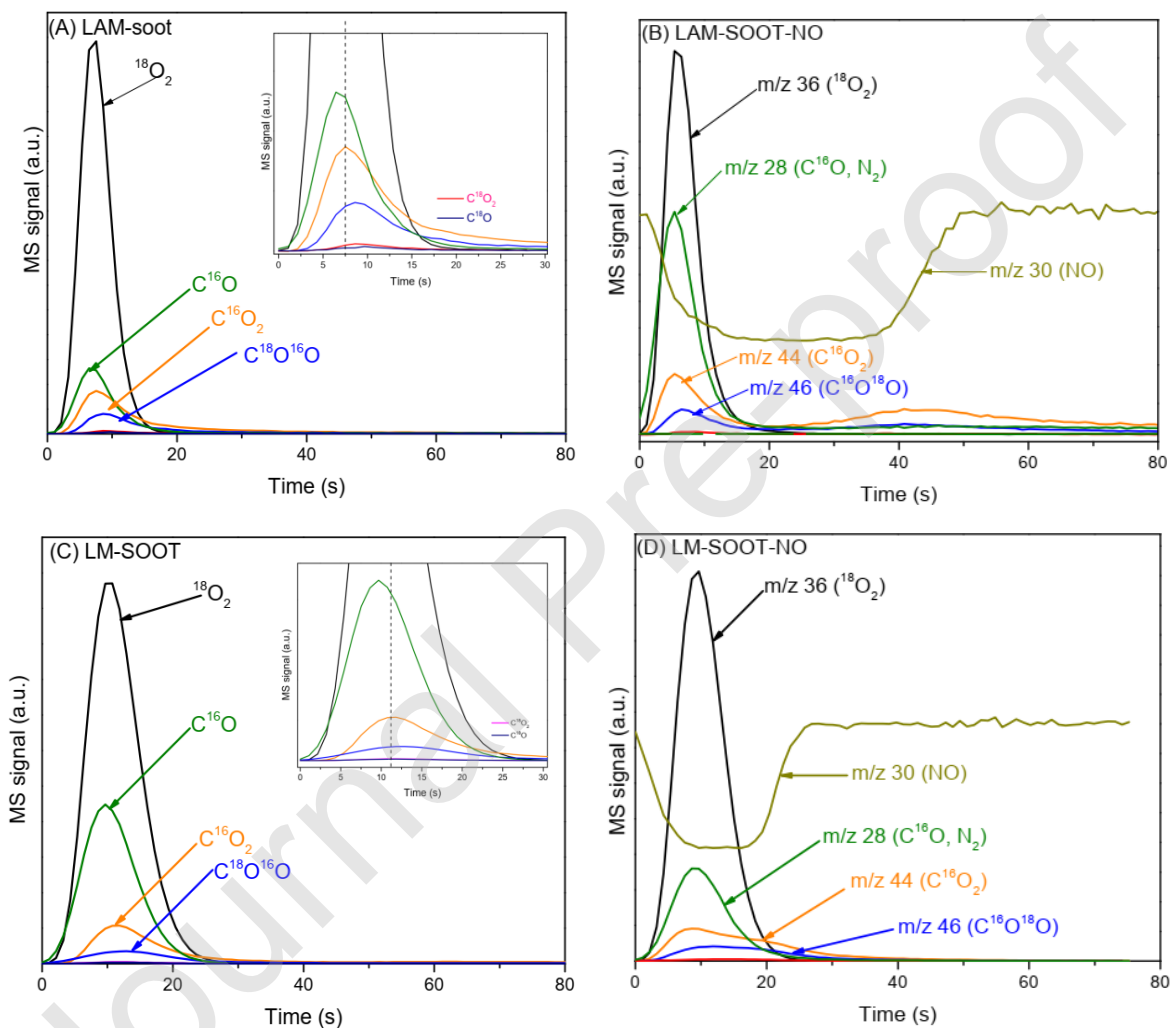 (A) LAM-soot
¹⁸O₂
C¹⁶O
C¹⁶O₂
C¹⁸O¹⁶O
MS signal (a.u.)
0 20 40 60 80
Time (s)
MS signal (a.u.)
C¹⁸O₂
C¹⁸O
0 5 10 15 20 25 30
Time (s)
(B) LAM-SOOT-NO
m/z 36 (¹⁸O₂)
m/z 28 (C¹⁶O, N₂)
m/z 30 (NO)
m/z 44 (C¹⁶O₂)
m/z 46 (C¹⁶O¹⁸O)
MS signal (a.u.)
0 20 40 60 80
Time (s)
(C) LM-SOOT
¹⁸O₂
C¹⁶O
C¹⁶O₂
C¹⁸O¹⁶O
MS signal (a.u.)
0 20 40 60 80
Time (s)
MS signal (a.u.)
C¹⁸O₂
C¹⁸O
0 5 10 15 20 25 30
Time (s)
(D) LM-SOOT-NO
m/z 36 (¹⁸O₂)
m/z 30 (NO)
m/z 28 (C¹⁶O, N₂)
m/z 44 (C¹⁶O₂)
m/z 46 (C¹⁶O¹⁸O)
MS signal (a.u.)
0 20 40 60 80
Time (s)
Journal Pre-proof